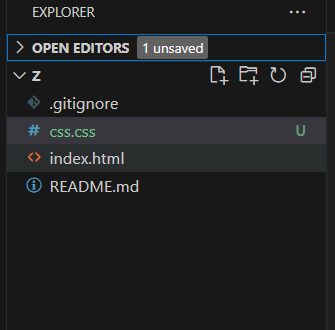 EXPLORER
OPEN EDITORS 1 unsaved
Z
.gitignore
css.css U
index.html
README.md